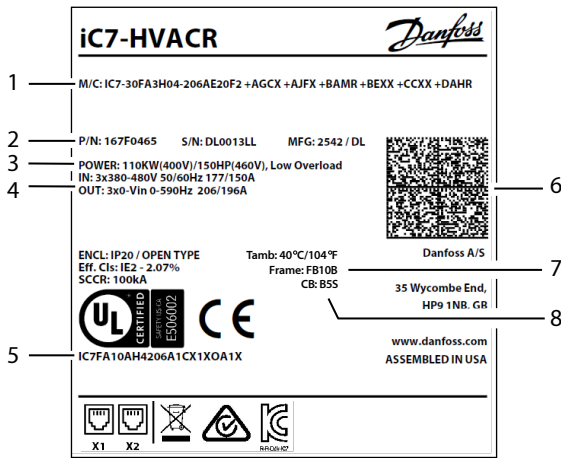 iC7-HVACR Danfoss
1 M/C: IC7-30FA3H04-206AE20F2 +AGCX +AJFX +BAMR +BEXX +CCXX +DAHR
2 P/N: 167F0465 S/N: DL0013LL MFG: 2542 / DL
3 POWER: 110KW(400V)/150HP(460V), Low Overload
IN: 3x380-480V 50/60Hz 177/150A
4 OUT: 3x0-Vin 0-590Hz 206/196A
6
ENCL: IP20 / OPEN TYPE Tamb: 40°C/104°F Danfoss A/S
Eff. Cls: IE2 - 2.07% Frame: FB10B 7
SCCR: 100kA CB: B5S 35 Wycombe End,
HP9 1NB. GB
8
UL CERTIFIED SAFETY US-CA E506002 CE
www.danfoss.com
5 IC7FA10AH4206A1CX1XOA1X ASSEMBLED IN USA
X1 X2